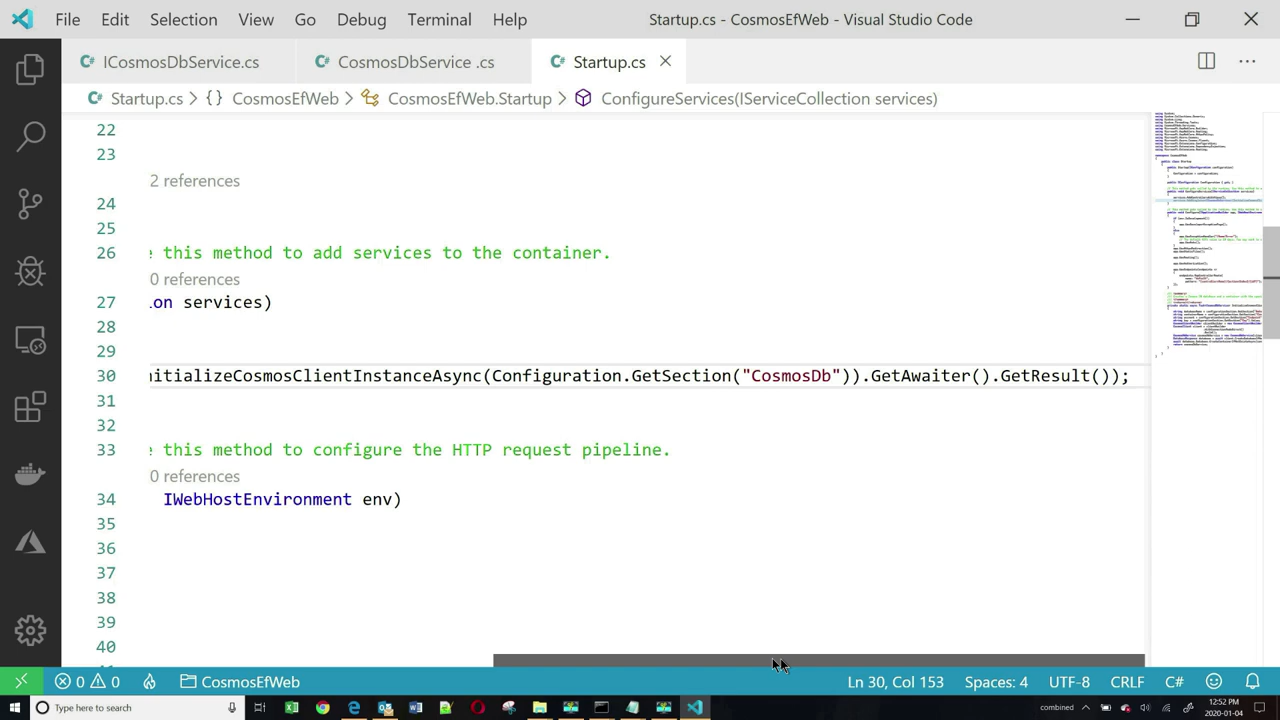 File Edit Selection View Go Debug Terminal Help Startup.cs - CosmosEfWeb - Visual Studio Code
ICosmosDbService.cs CosmosDbService .cs Startup.cs
Startup.cs CosmosEfWeb CosmosEfWeb.Startup ConfigureServices(IServiceCollection services)
22
23
2 references
24
25
26 this method to add services to the container.
0 references
27 on services)
28
29
30 nitializeCosmosClientInstanceAsync(Configuration.GetSection("CosmosDb")).GetAwaiter().GetResult());
31
32
33 this method to configure the HTTP request pipeline.
0 references
34 IWebHostEnvironment env)
35
36
37
38
39
40
0 0 CosmosEfWeb Ln 30, Col 153 Spaces: 4 UTF-8 CRLF C#
Type here to search combined 12:52 PM
2020-01-04